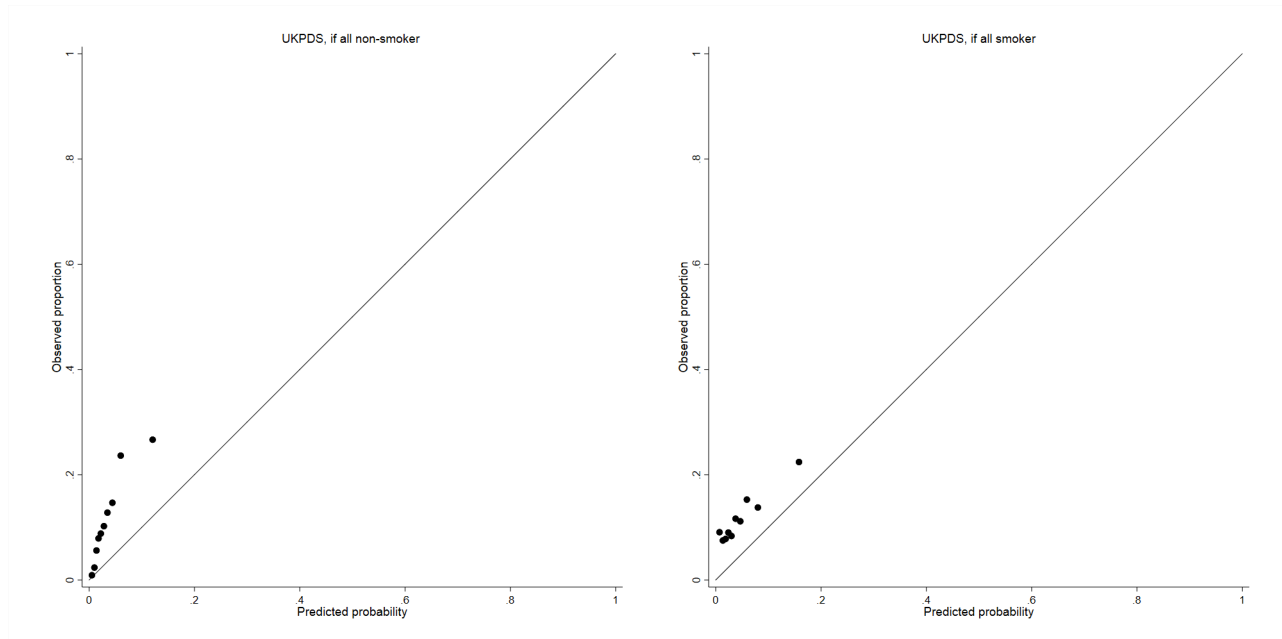 UKPDS, if all non-smoker
1
.8
.6
.4
.2
0
Observed proportion
0 .2 .4 .6 .8 1
Predicted probability
UKPDS, if all smoker
1
.8
.6
.4
.2
0
Observed proportion
0 .2 .4 .6 .8 1
Predicted probability